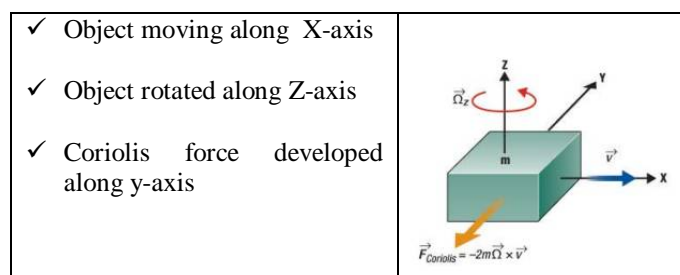 ✓ Object moving along X-axis
✓ Object rotated along Z-axis
✓ Coriolis force developed
along y-axis
Z
Y
Ω⃗z
m
v⃗
X
F⃗Coriolis = −2mΩ⃗ × v⃗